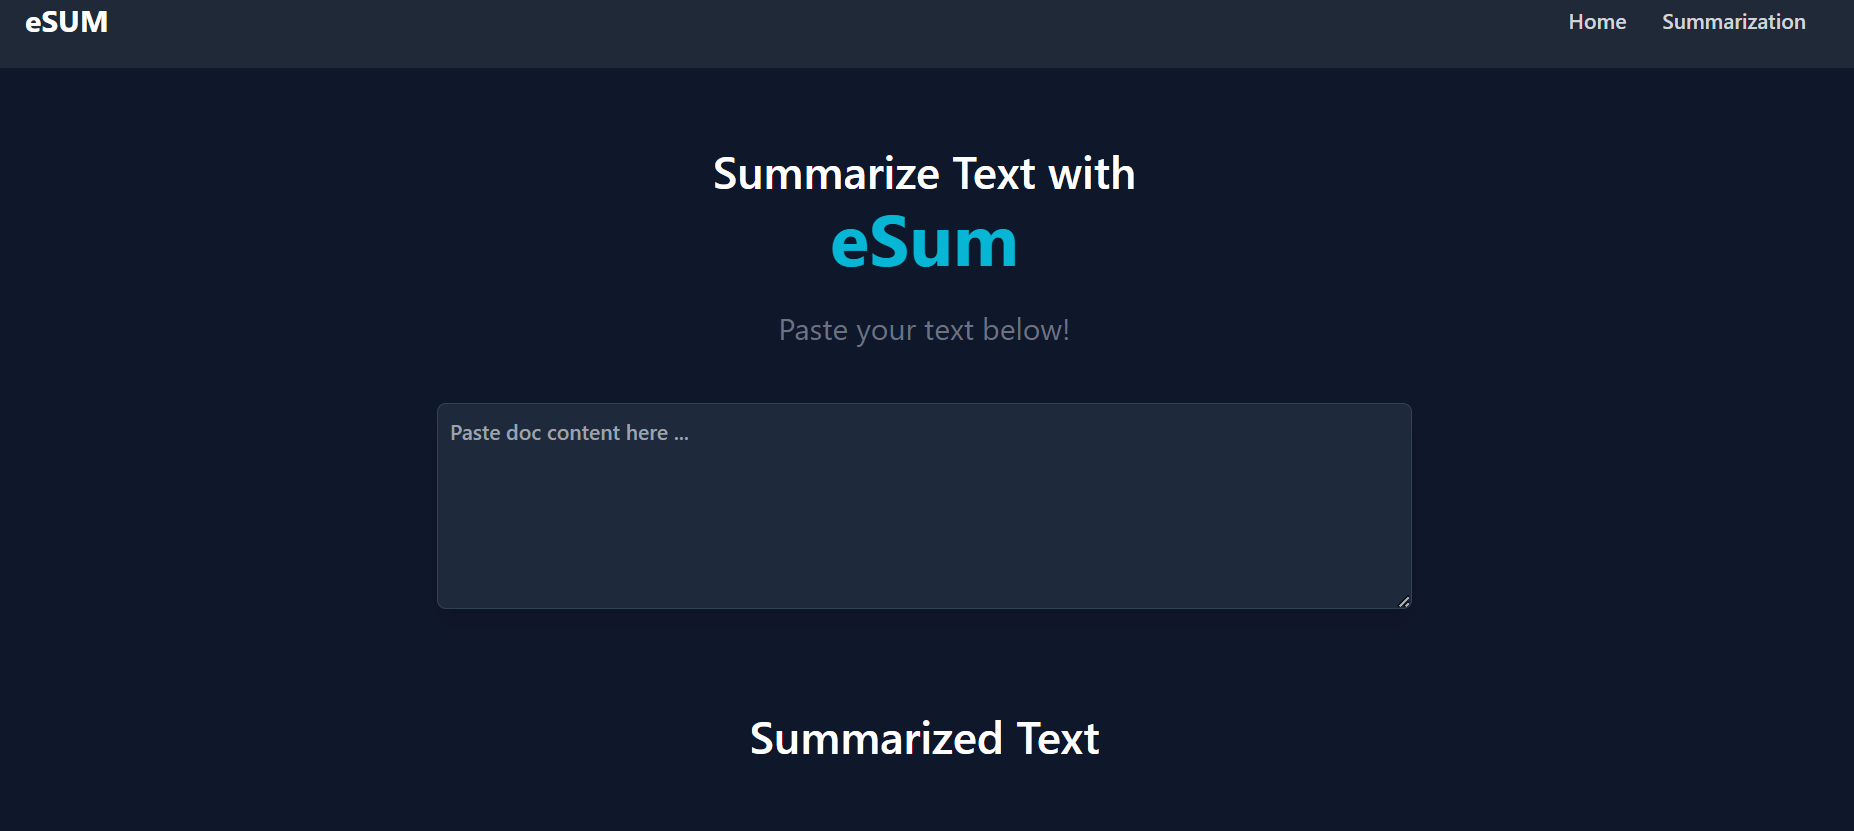 eSUM
Home Summarization
Summarize Text with
eSum
Paste your text below!
Paste doc content here ...
Summarized Text